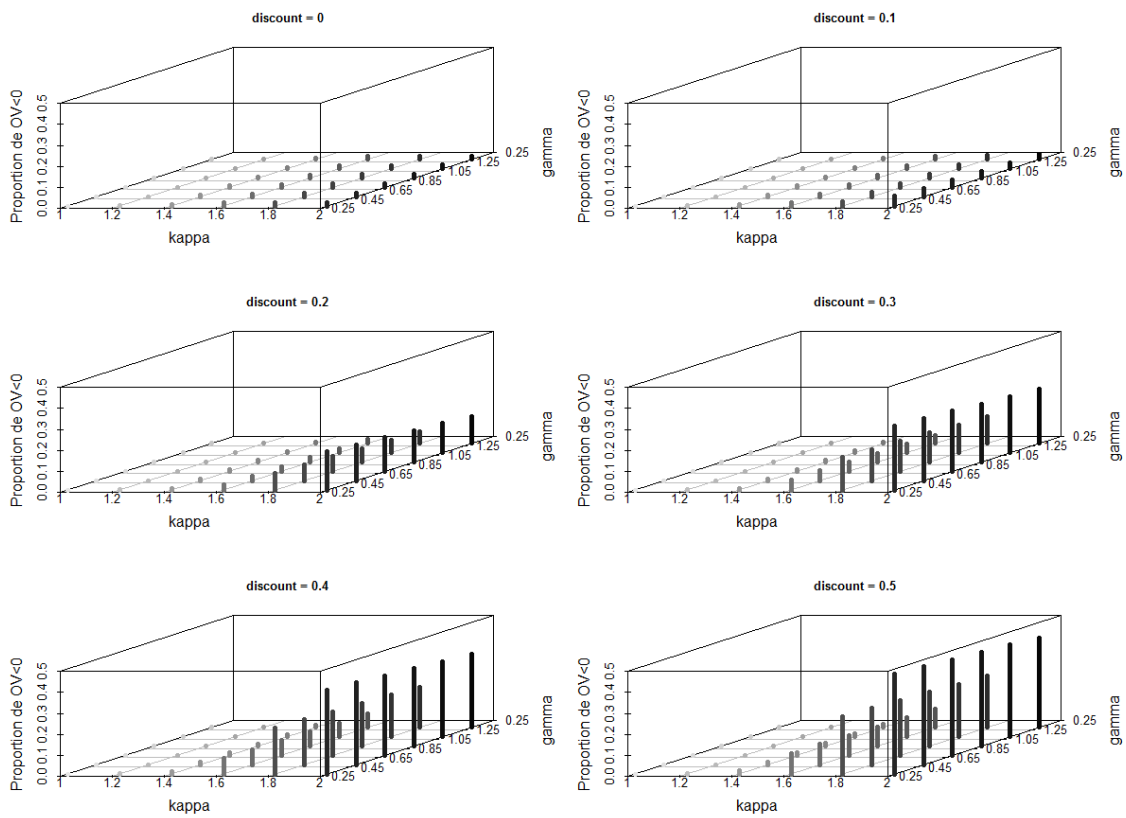 discount = 0
Proportion de OV<0
0.0 0.1 0.2 0.3 0.4 0.5
1 1.2 1.4 1.6 1.8 2
kappa
0.25 0.45 0.65 0.85 1.05 1.25
0.25
gamma
discount = 0.1
Proportion de OV<0
0.0 0.1 0.2 0.3 0.4 0.5
1 1.2 1.4 1.6 1.8 2
kappa
0.25 0.45 0.65 0.85 1.05 1.25
0.25
gamma
discount = 0.2
Proportion de OV<0
0.0 0.1 0.2 0.3 0.4 0.5
1 1.2 1.4 1.6 1.8 2
kappa
0.25 0.45 0.65 0.85 1.05 1.25
0.25
gamma
discount = 0.3
Proportion de OV<0
0.0 0.1 0.2 0.3 0.4 0.5
1 1.2 1.4 1.6 1.8 2
kappa
0.25 0.45 0.65 0.85 1.05 1.25
0.25
gamma
discount = 0.4
Proportion de OV<0
0.0 0.1 0.2 0.3 0.4 0.5
1 1.2 1.4 1.6 1.8 2
kappa
0.25 0.45 0.65 0.85 1.05 1.25
0.25
gamma
discount = 0.5
Proportion de OV<0
0.0 0.1 0.2 0.3 0.4 0.5
1 1.2 1.4 1.6 1.8 2
kappa
0.25 0.45 0.65 0.85 1.05 1.25
0.25
gamma